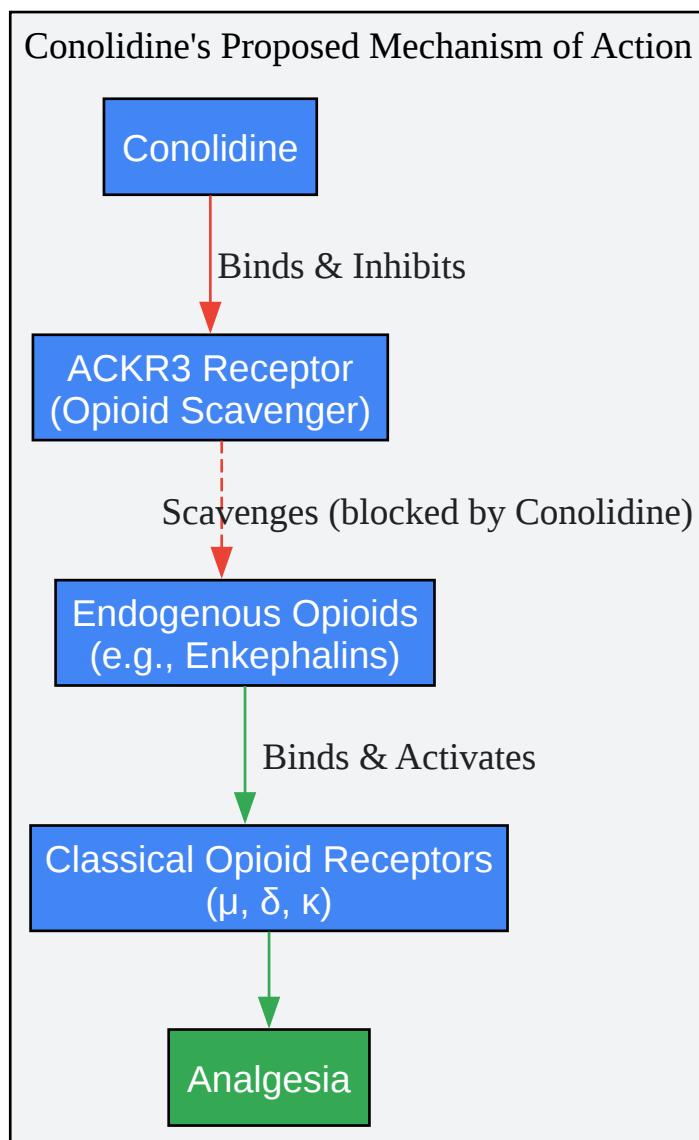 Conolidine's Proposed Mechanism of Action
Conolidine
Binds & Inhibits
ACKR3 Receptor
(Opioid Scavenger)
Scavenges (blocked by Conolidine)
Endogenous Opioids
(e.g., Enkephalins)
Binds & Activates
Classical Opioid Receptors
(μ, δ, κ)
Analgesia